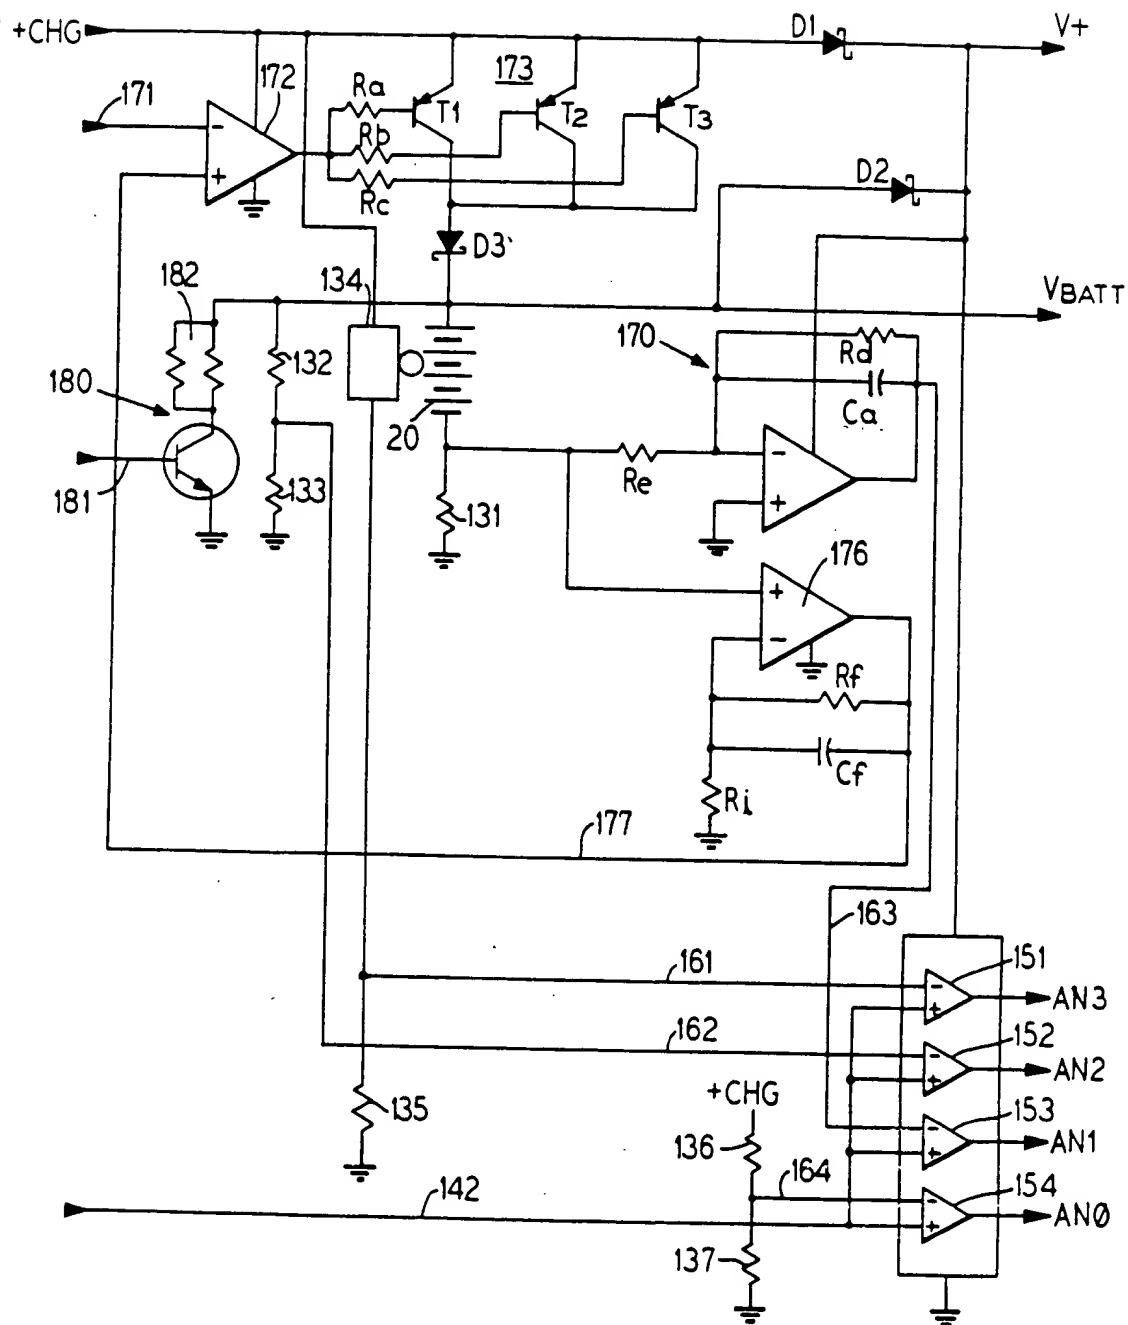 +CHG
D1
V+
171
172
Ra
173
T1
T2
T3
Rb
Rc
-
+
D2
D3
182
134
VBATT
180
132
170
Rd
Ca
20
181
133
131
Re
-
+
176
+
-
Rf
Cf
Ri
177
163
161
151
- +
AN3
162
152
- +
AN2
+CHG
135
153
- +
AN1
136
164
154
142
- +
AN0
137